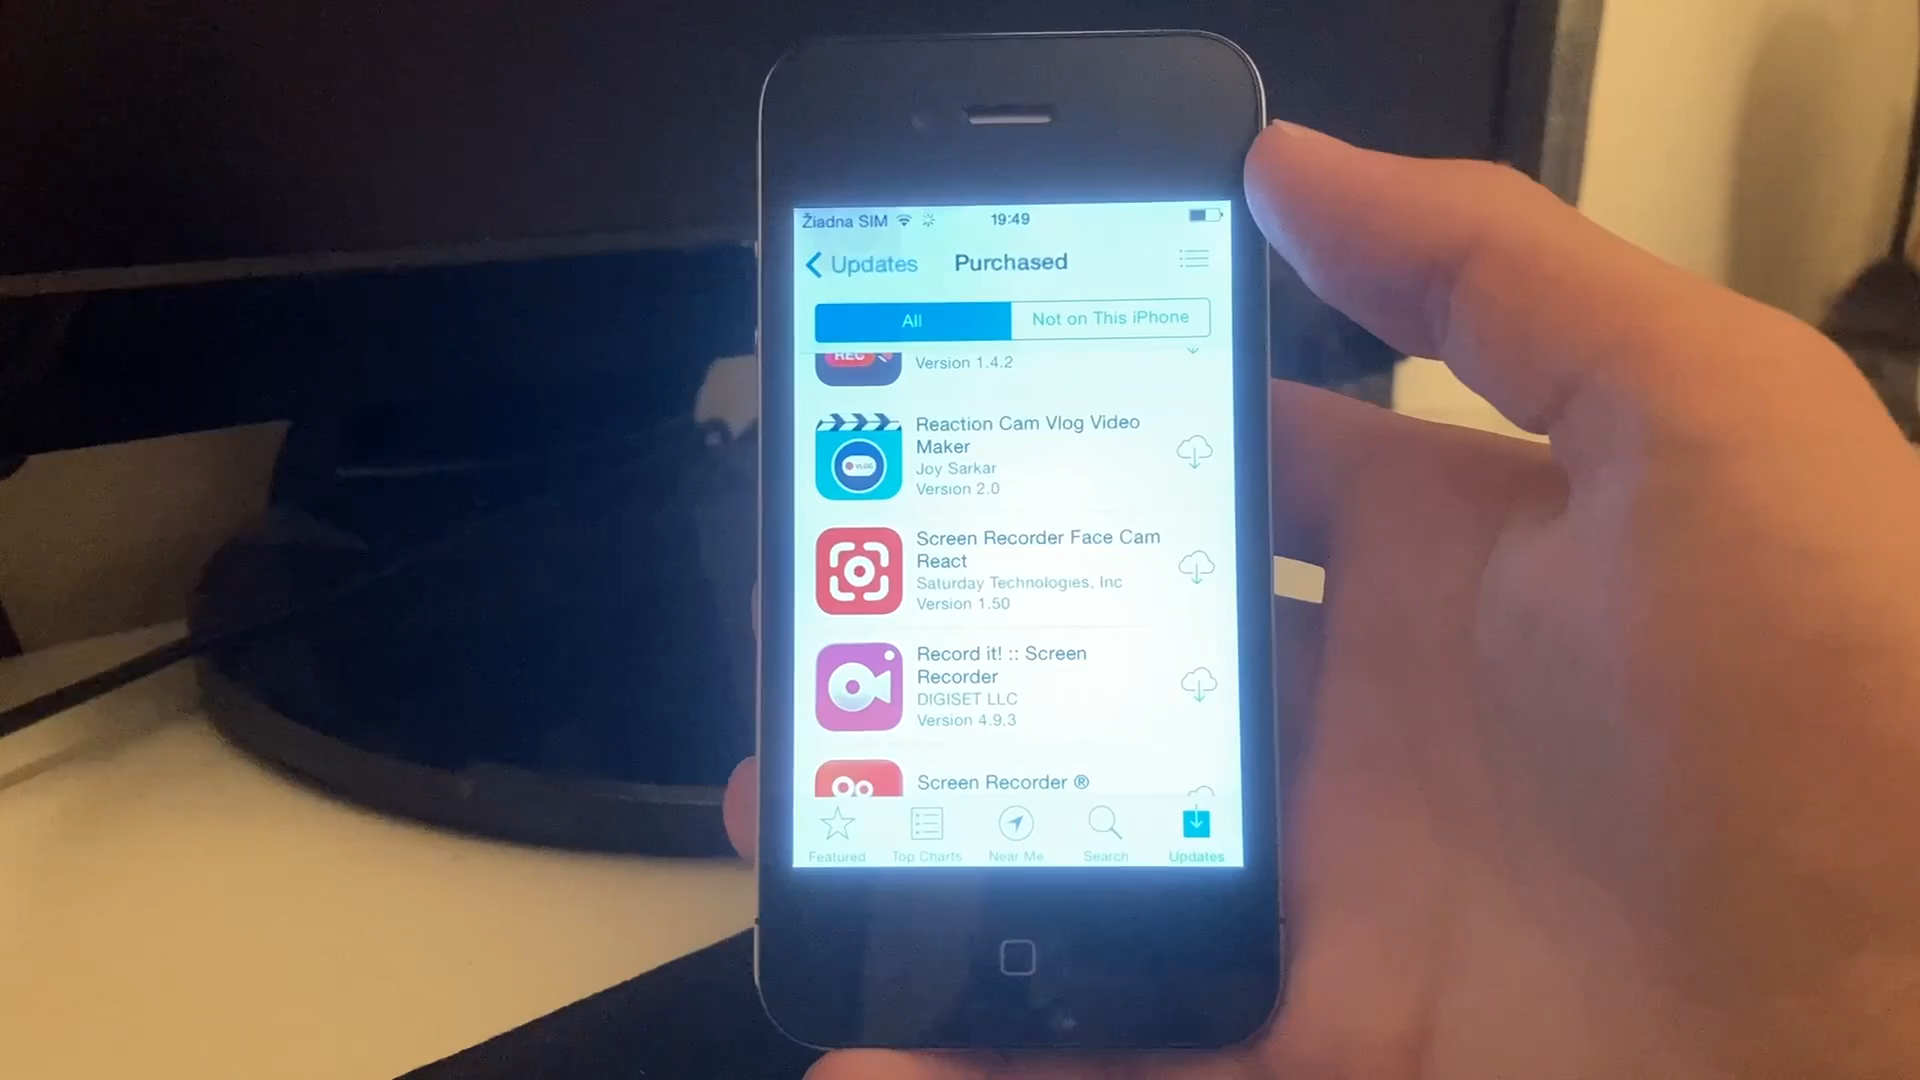 Žiadna SIM 19:49
Updates Purchased
All Not on This iPhone
REC
Version 1.4.2
Reaction Cam Vlog Video
Maker
Joy Sarkar
Version 2.0
VLOG
Screen Recorder Face Cam
React
Saturday Technologies, Inc
Version 1.50
Record it! :: Screen
Recorder
DIGISET LLC
Version 4.9.3
Screen Recorder ®
Featured Top Charts Near Me Search Updates